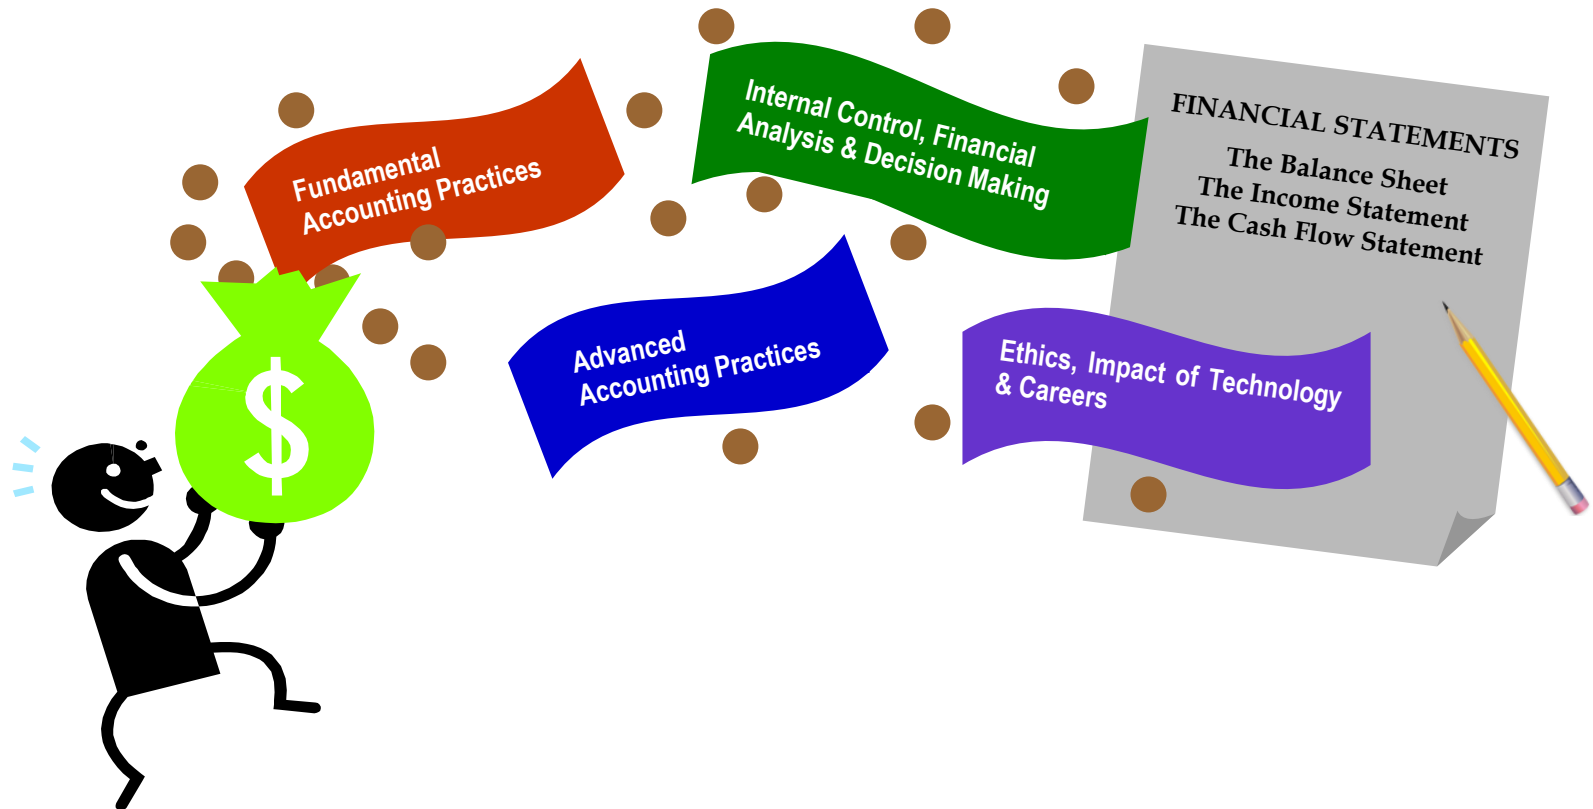 Fundamental
Accounting Practices
Internal Control, Financial
Analysis & Decision Making
FINANCIAL STATEMENTS
The Balance Sheet
The Income Statement
The Cash Flow Statement
Advanced
Accounting Practices
Ethics, Impact of Technology
& Careers
$